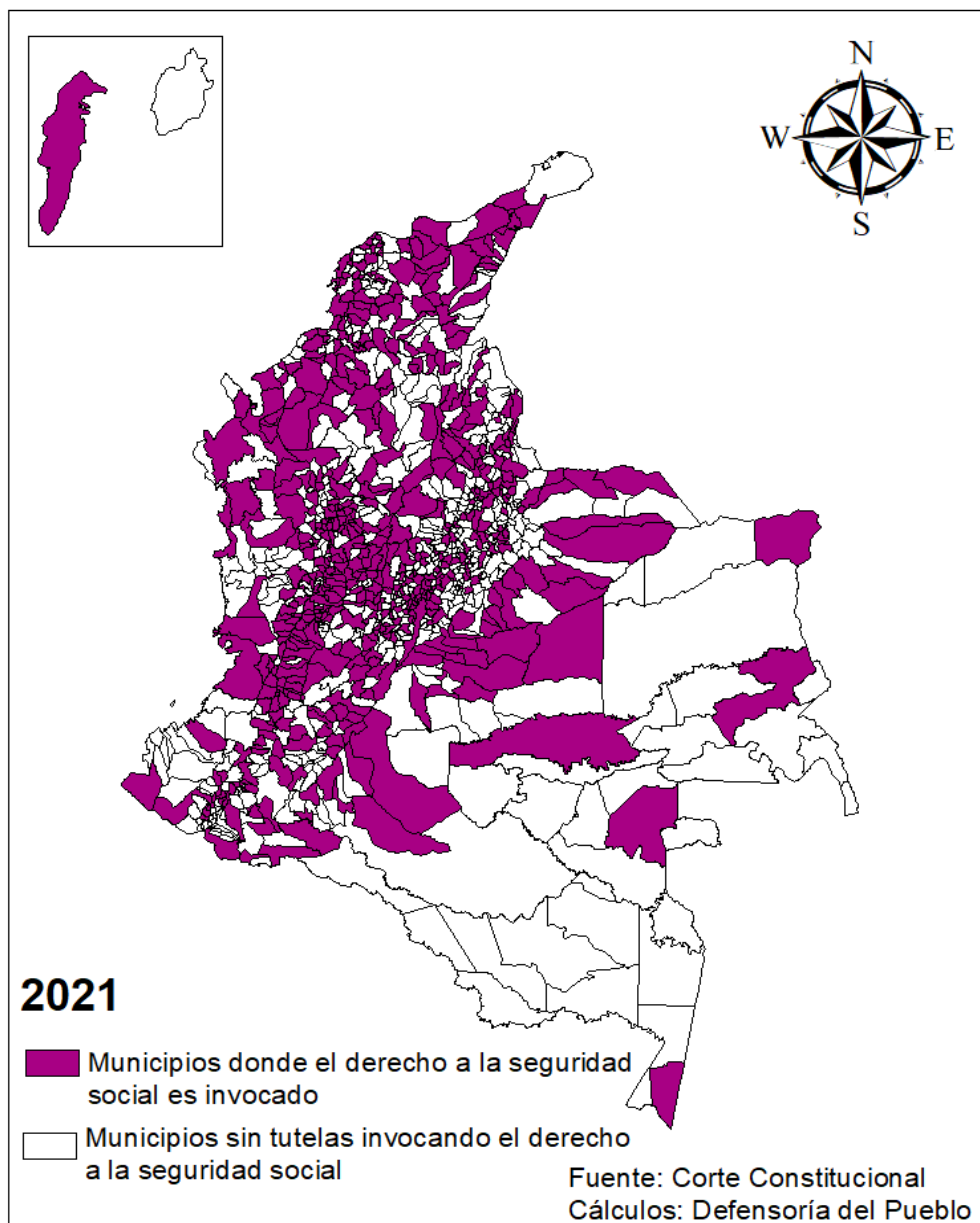 N
W
E
S
2021
Municipios donde el derecho a la seguridad
social es invocado
Municipios sin tutelas invocando el derecho
a la seguridad social
Fuente: Corte Constitucional
Cálculos: Defensoría del Pueblo